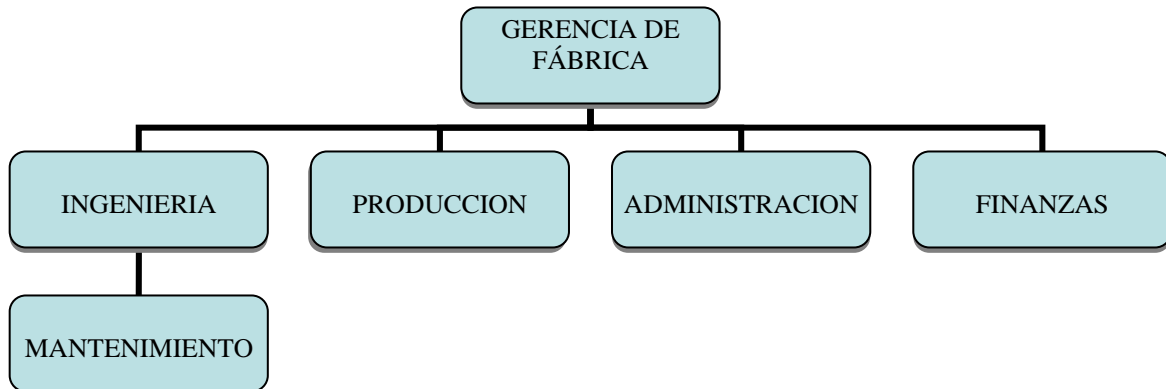 GERENCIA DE
FÁBRICA
INGENIERIA
PRODUCCION
ADMINISTRACION
FINANZAS
MANTENIMIENTO